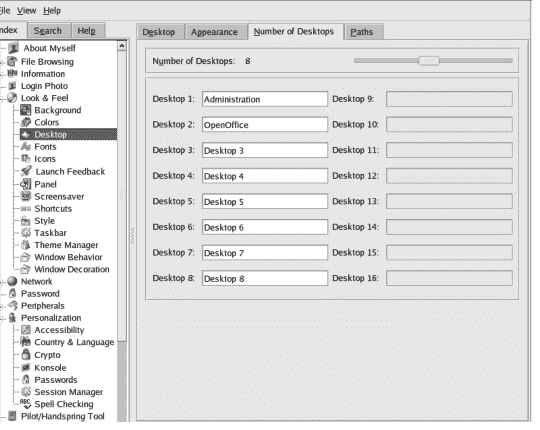 File View Help
Index Search Help
About Myself
File Browsing
Information
Login Photo
Look & Feel
Background
Colors
Desktop
Fonts
Icons
Launch Feedback
Panel
Screensaver
Shortcuts
Style
Taskbar
Theme Manager
Window Behavior
Window Decoration
Network
Password
Peripherals
Personalization
Accessibility
Country & Language
Crypto
Konsole
Passwords
Session Manager
Spell Checking
Pilot/Handspring Tool
Desktop Appearance Number of Desktops Paths
Number of Desktops: 8
Desktop 1: Administration Desktop 9:
Desktop 2: OpenOffice Desktop 10:
Desktop 3: Desktop 3 Desktop 11:
Desktop 4: Desktop 4 Desktop 12:
Desktop 5: Desktop 5 Desktop 13:
Desktop 6: Desktop 6 Desktop 14:
Desktop 7: Desktop 7 Desktop 15:
Desktop 8: Desktop 8 Desktop 16: